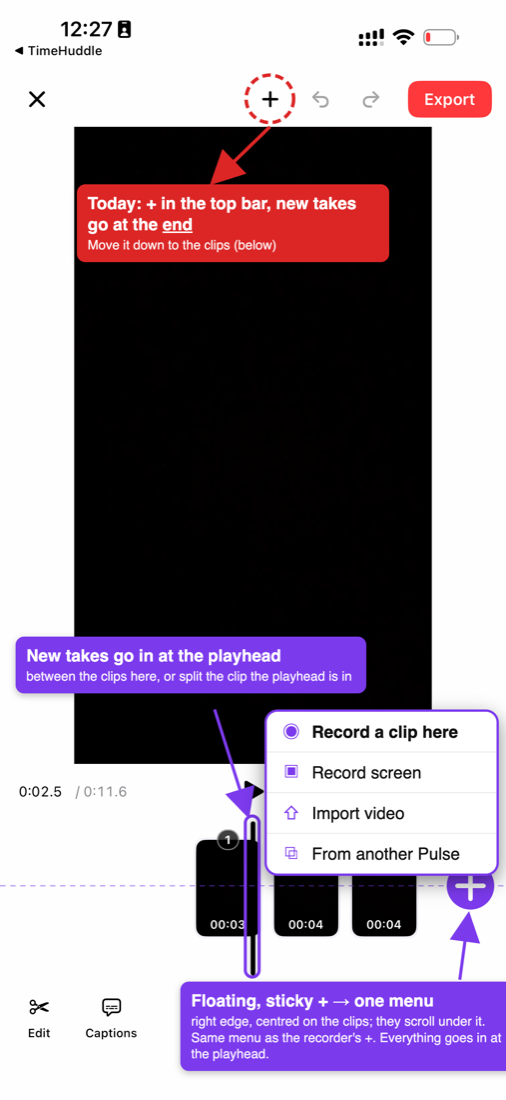 12:27
◀ TimeHuddle
Export
Today: + in the top bar, new takes
go at the end
Move it down to the clips (below)
New takes go in at the playhead
between the clips here, or split the clip the playhead is in
Record a clip here
Record screen
Import video
From another Pulse
0:02.5 / 0:11.6
1
00:03
00:04
00:04
Floating, sticky + → one menu
right edge, centred on the clips; they scroll under it.
Same menu as the recorder's +. Everything goes in at
the playhead.
Edit
Captions